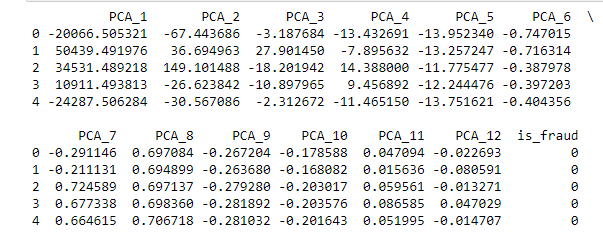 PCA_1 PCA_2 PCA_3 PCA_4 PCA_5 PCA_6 \
0 -20066.505321 -67.443686 -3.187684 -13.432691 -13.952340 -0.747015
1 50439.491976 36.694963 27.901450 -7.895632 -13.257247 -0.716314
2 34531.489218 149.101488 -18.201942 14.388000 -11.775477 -0.387978
3 10911.493813 -26.623842 -10.897965 9.456892 -12.244476 -0.397203
4 -24287.506284 -30.567086 -2.312672 -11.465150 -13.751621 -0.404356
PCA_7 PCA_8 PCA_9 PCA_10 PCA_11 PCA_12 is_fraud
0 -0.291146 0.697084 -0.267204 -0.178588 0.047094 -0.022693 0
1 -0.211131 0.694899 -0.263680 -0.168082 0.015636 -0.080591 0
2 0.724589 0.697137 -0.279280 -0.203017 0.059561 -0.013271 0
3 0.677338 0.698360 -0.281892 -0.203576 0.086585 0.047029 0
4 0.664615 0.706718 -0.281032 -0.201643 0.051995 -0.014707 0